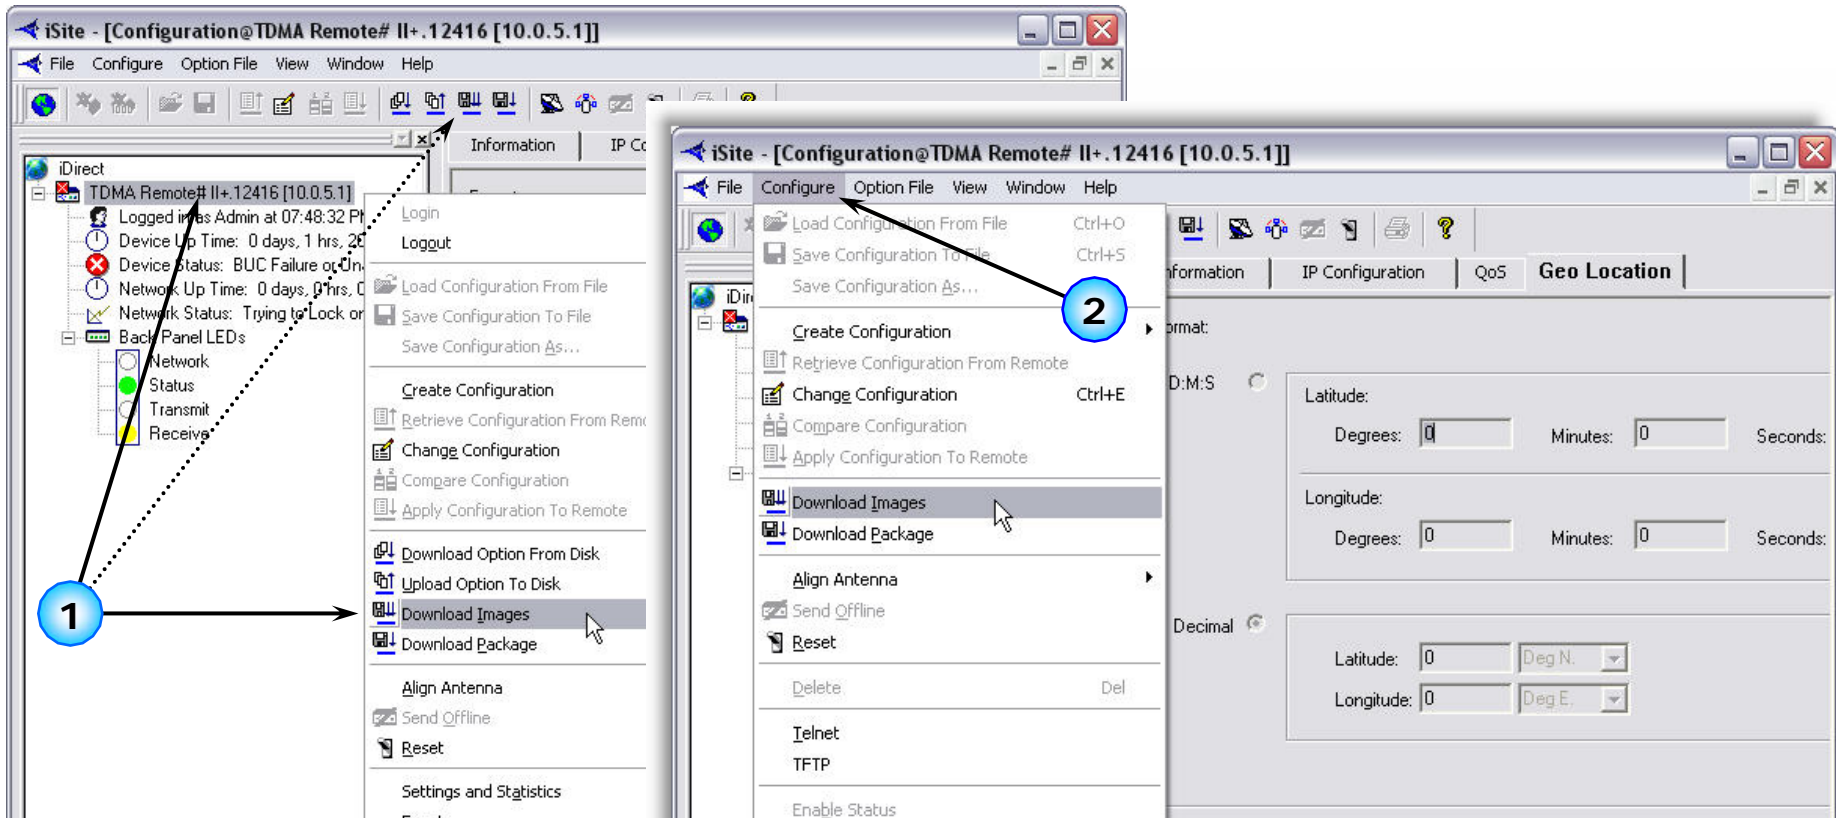 iSite - [Configuration@TDMA Remote# II+.12416 [10.0.5.1]]
File Configure Option File View Window Help
Information IP Co
iDirect
TDMA Remote# II+.12416 [10.0.5.1]
Logged in as Admin at 07:48:32 P
Device Up Time: 0 days, 1 hrs, 2
Device Status: BUC Failure or Un
Network Up Time: 0 days, 0 hrs, 0
Network Status: Trying to Lock or
Back Panel LEDs
Network
Status
Transmit
Receive
Login
Logout
Load Configuration From File
Save Configuration To File
Save Configuration As...
Create Configuration
Retrieve Configuration From Remo
Change Configuration
Compare Configuration
Apply Configuration To Remote
Download Option From Disk
Upload Option To Disk
Download Images
Download Package
Align Antenna
Send Offline
Reset
Settings and Statistics
1
iSite - [Configuration@TDMA Remote# II+.12416 [10.0.5.1]]
File Configure Option File View Window Help
iDir
Load Configuration From File Ctrl+O
Save Configuration To File Ctrl+S
Save Configuration As...
Create Configuration
Retrieve Configuration From Remote
Change Configuration Ctrl+E
Compare Configuration
Apply Configuration To Remote
Download Images
Download Package
Align Antenna
Send Offline
Reset
Delete Del
Telnet
TFTP
Enable Status
2
nformation IP Configuration QoS Geo Location
ormat:
D:M:S
Latitude:
Degrees: 0 Minutes: 0 Seconds:
Longitude:
Degrees: 0 Minutes: 0 Seconds:
Decimal
Latitude: 0 Deg N.
Longitude: 0 Deg E.